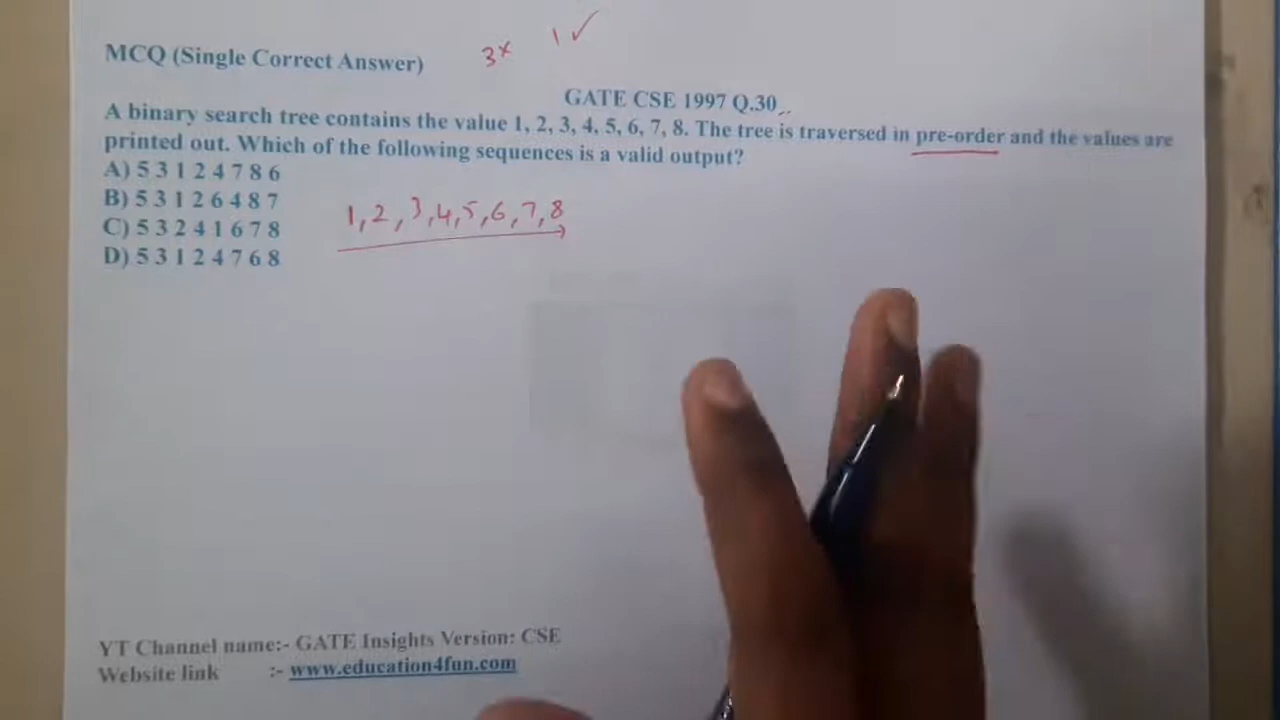 3× 1 ✓
MCQ (Single Correct Answer)
GATE CSE 1997 Q.30
A binary search tree contains the value 1, 2, 3, 4, 5, 6, 7, 8. The tree is traversed in pre-order and the values are
printed out. Which of the following sequences is a valid output?
A) 5 3 1 2 4 7 8 6
B) 5 3 1 2 6 4 8 7
C) 5 3 2 4 1 6 7 8
D) 5 3 1 2 4 7 6 8
1,2,3,4,5,6,7,8
YT Channel name:- GATE Insights Version: CSE
Website link :- www.education4fun.com